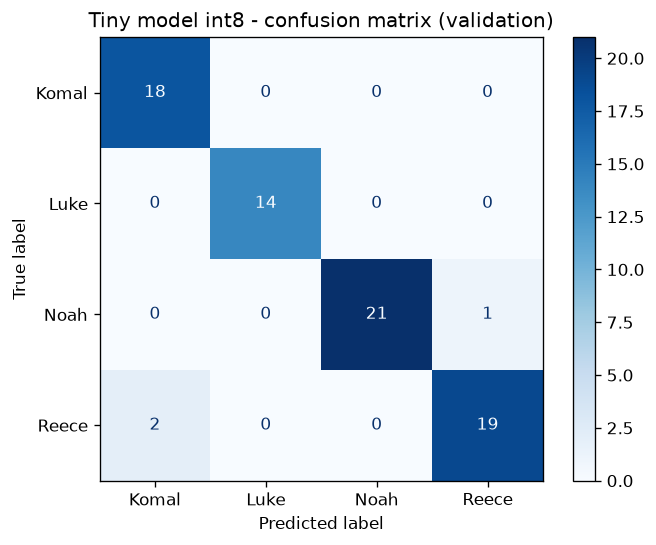 Tiny model int8 - confusion matrix (validation)
Komal 18 0 0 0
Luke 0 14 0 0
Noah 0 0 21 1
Reece 2 0 0 19
Komal Luke Noah Reece
Predicted label
True label
20.0
17.5
15.0
12.5
10.0
7.5
5.0
2.5
0.0